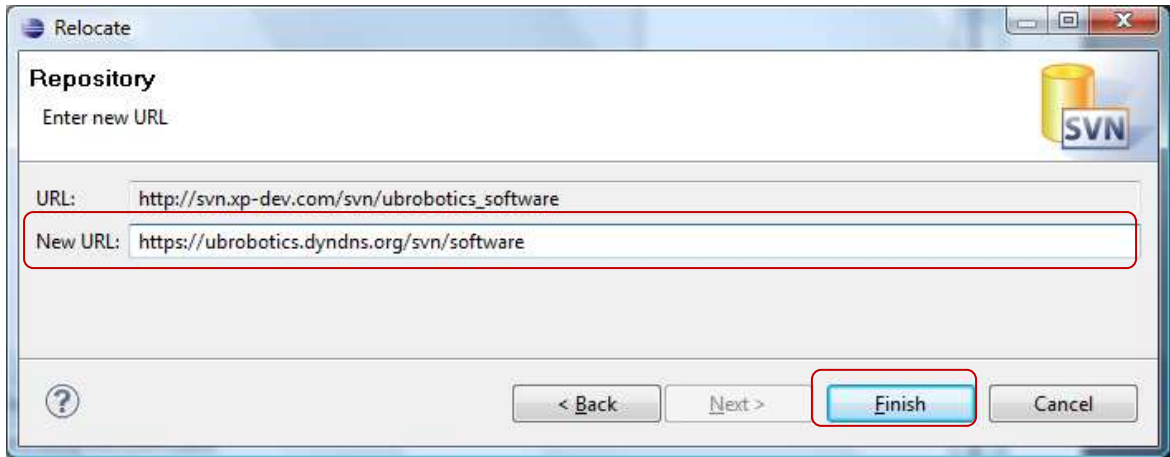 Relocate
Repository
Enter new URL
SVN
URL: http://svn.xp-dev.com/svn/ubrobotics_software
New URL: https://ubrobotics.dyndns.org/svn/software
? < Back Next > Finish Cancel